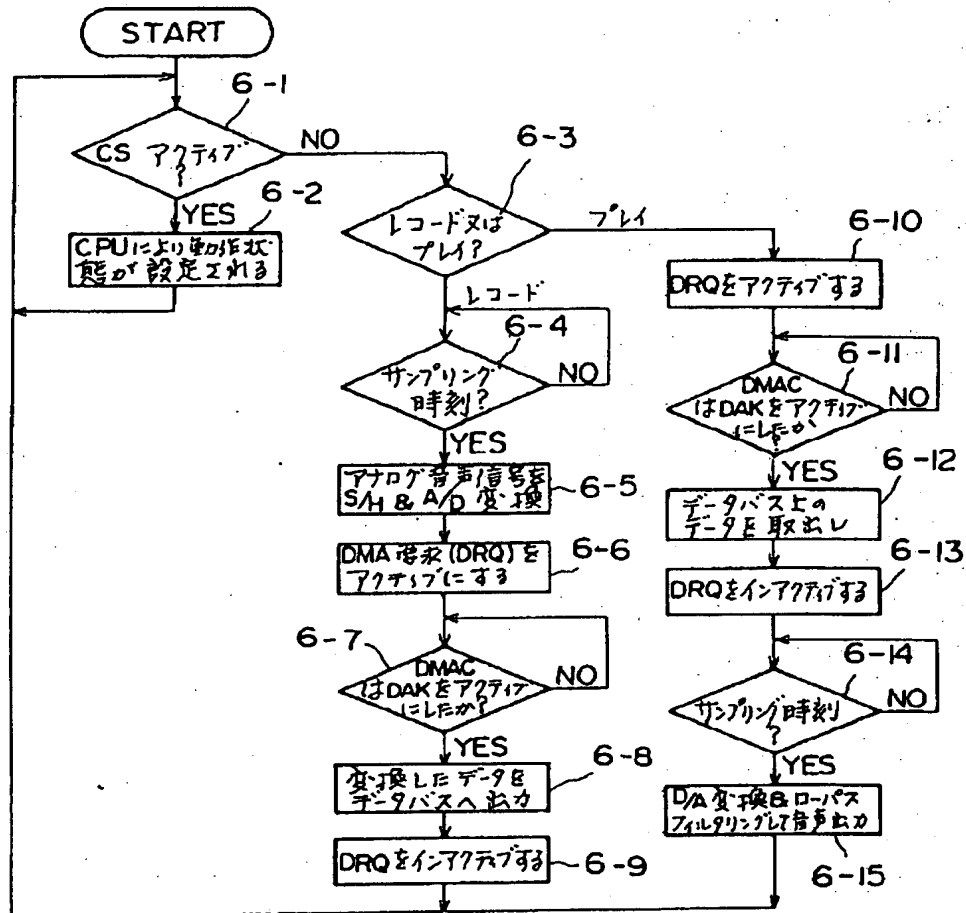 START
6-1
CS アクティブ
?
NO
YES
6-2
CPUにより動作状
態が設定される
6-3
レコード又は
プレイ?
プレイ
レコード
6-4
サンプリング
時刻?
NO
YES
アナログ音声信号を
S/H & A/D 変換
6-5
DMA要求(DRQ)を
アクティブにする
6-6
6-7
DMAC
はDAKをアクティブ
にしたか?
NO
YES
変換したデータを
データバスへ出力
6-8
DRQをインアクティブする
6-9
6-10
DRQをアクティブする
6-11
DMAC
はDAKをアクティブ
にしたか?
NO
YES
6-12
データバス上の
データを取出し
6-13
DRQをインアクティブする
6-14
サンプリング時刻
?
NO
YES
D/A変換&ローパス
フィルタリングして音声出力
6-15